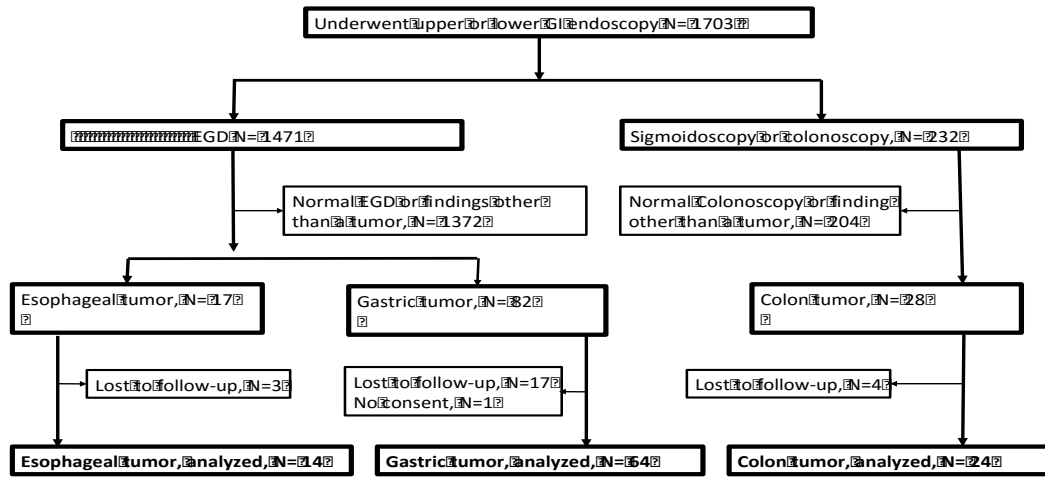 Underwent upper or lower GI endoscopy N= 1703
EGD N= 1471
Sigmoidoscopy or colonoscopy, N= 232
Normal EGD or findings other
than a tumor, N= 1372
Normal Colonoscopy or finding
other than a tumor, N= 204
Esophageal tumor, N= 17
Gastric tumor, N= 82
Colon tumor, N= 28
Lost to follow-up, N=3
Lost to follow-up, N=17
No consent, N=1
Lost to follow-up, N=4
Esophageal tumor, analyzed, N= 14
Gastric tumor, analyzed, N= 64
Colon tumor, analyzed, N= 24